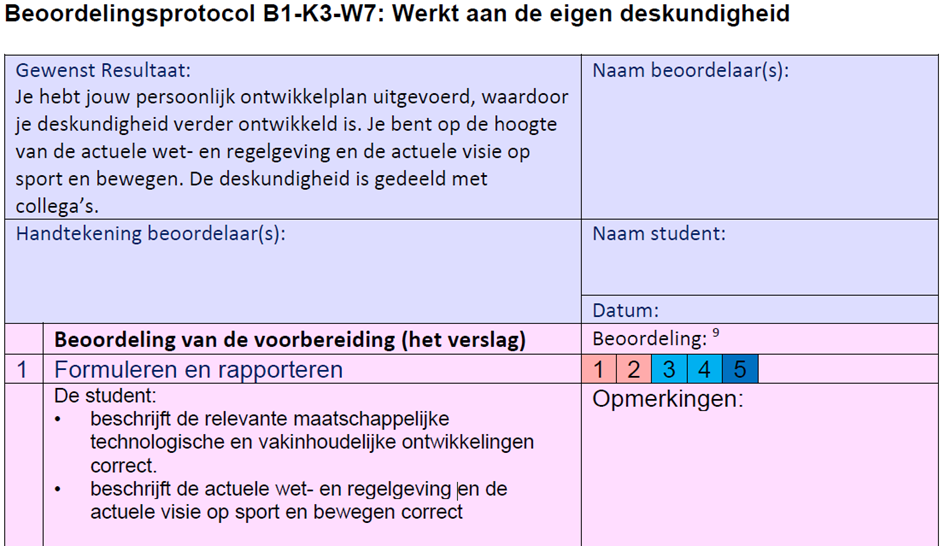 Beoordelingsprotocol B1-K3-W7: Werkt aan de eigen deskundigheid
Gewenst Resultaat:
Je hebt jouw persoonlijk ontwikkelplan uitgevoerd, waardoor
je deskundigheid verder ontwikkeld is. Je bent op de hoogte
van de actuele wet- en regelgeving en de actuele visie op
sport en bewegen. De deskundigheid is gedeeld met
collega's.
Naam beoordelaar(s):
Handtekening beoordelaar(s):
Naam student:
Datum:
Beoordeling van de voorbereiding (het verslag)
Beoordeling: 9
1 Formuleren en rapporteren
1 2 3 4 5
De student:
• beschrijft de relevante maatschappelijke
technologische en vakinhoudelijke ontwikkelingen
correct.
• beschrijft de actuele wet- en regelgeving en de
actuele visie op sport en bewegen correct
Opmerkingen: